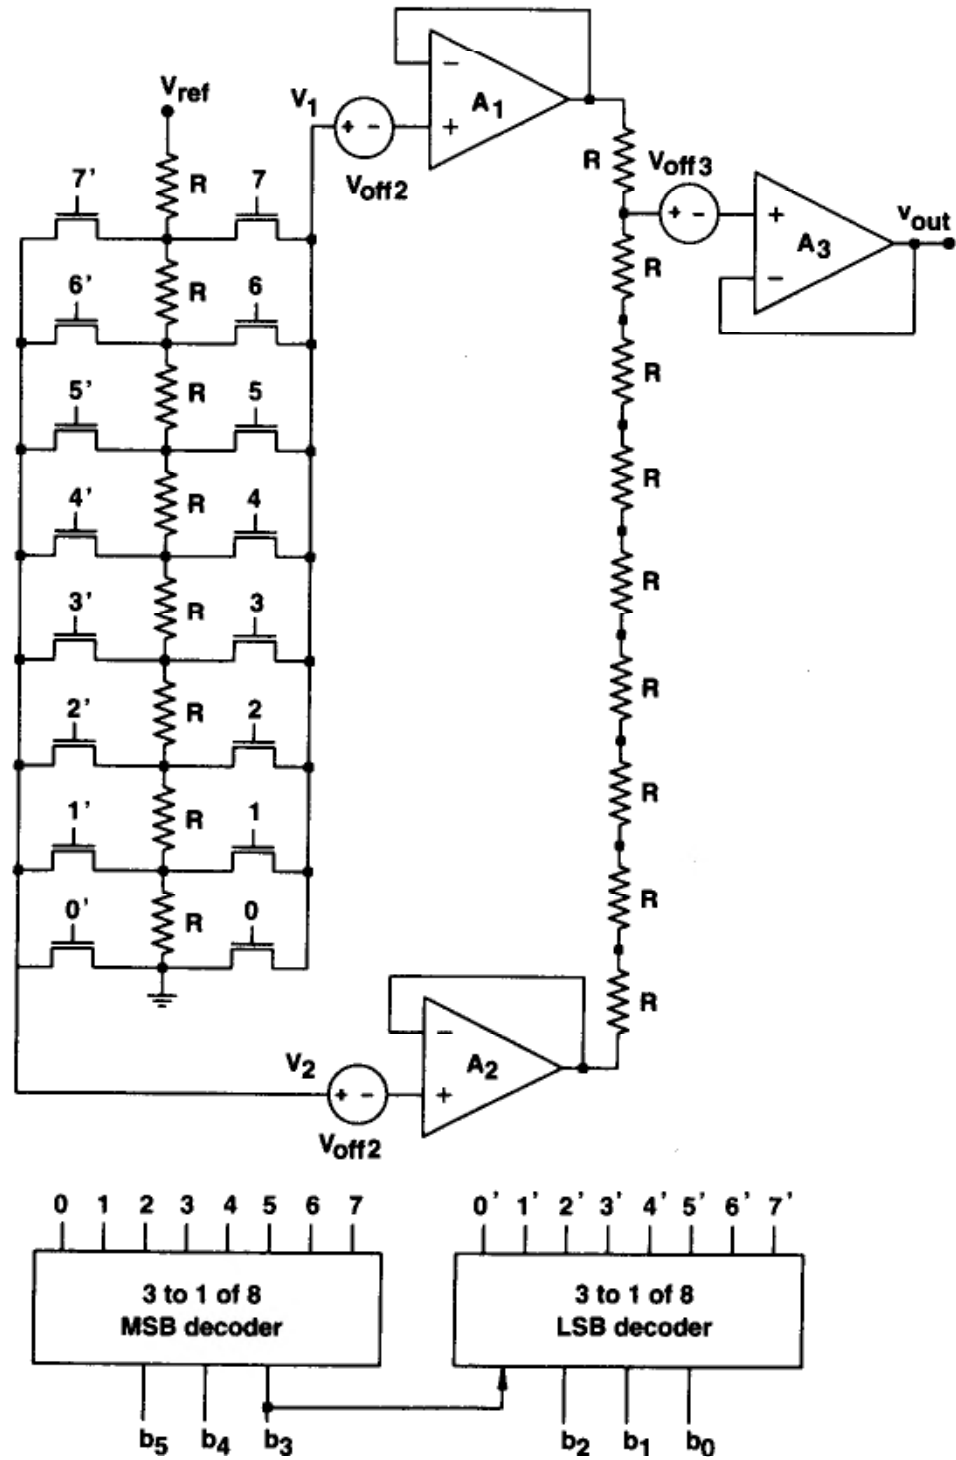 Vref
V1
A1
Voff2
R
Voff3
vout
A3
7'
R
7
R
6'
R
6
R
5'
R
5
R
4'
R
4
R
3'
R
3
R
2'
R
2
R
1'
R
1
R
0'
R
0
R
V2
A2
Voff2
0 1 2 3 4 5 6 7
0' 1' 2' 3' 4' 5' 6' 7'
3 to 1 of 8
MSB decoder
3 to 1 of 8
LSB decoder
b5 b4 b3
b2 b1 b0